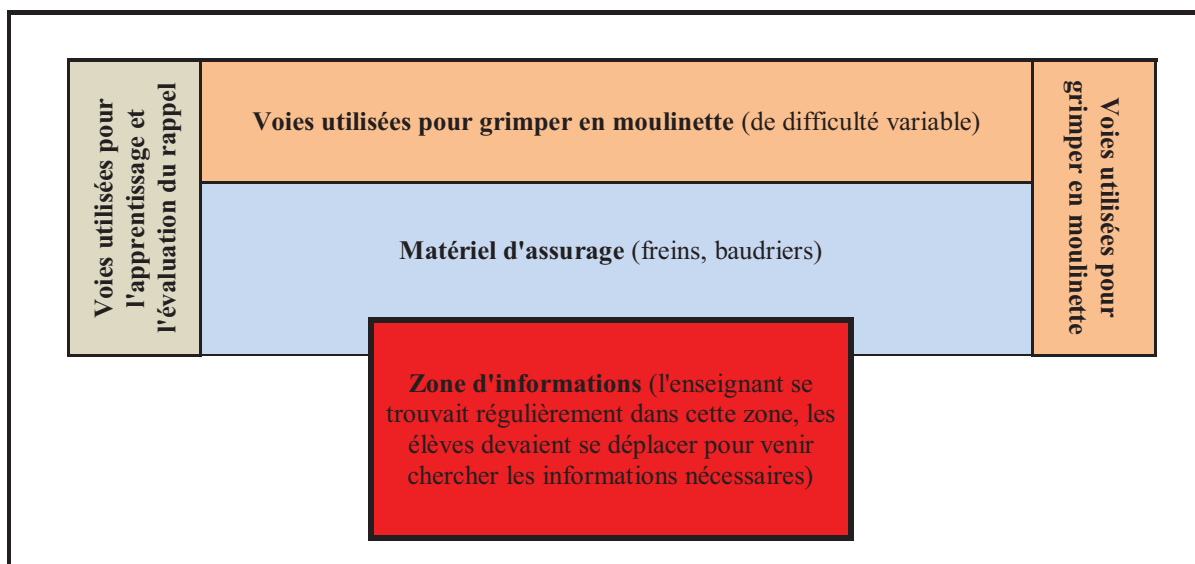 Voies utilisées pour
l'apprentissage et
l'évaluation du rappel
Voies utilisées pour grimper en moulinette (de difficulté variable)
Voies utilisées pour
grimper en moulinette
Matériel d'assurage (freins, baudriers)
Zone d'informations (l'enseignant se
trouvait régulièrement dans cette zone, les
élèves devaient se déplacer pour venir
chercher les informations nécessaires)